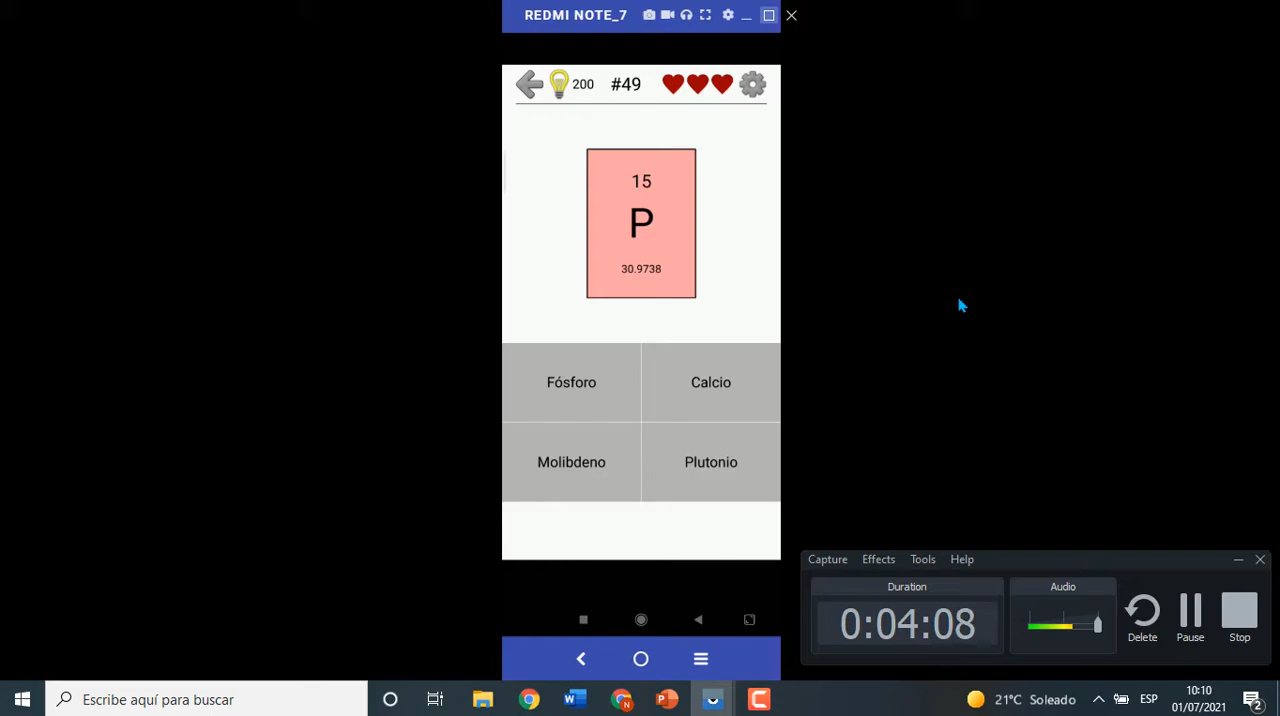 REDMI NOTE_7
200
#49
15
P
30.9738
Fósforo
Calcio
Molibdeno
Plutonio
Capture Effects Tools Help
Duration
Audio
0:04:08
Delete
Pause
Stop
Escribe aquí para buscar
21°C Soleado
ESP
10:10
01/07/2021
2